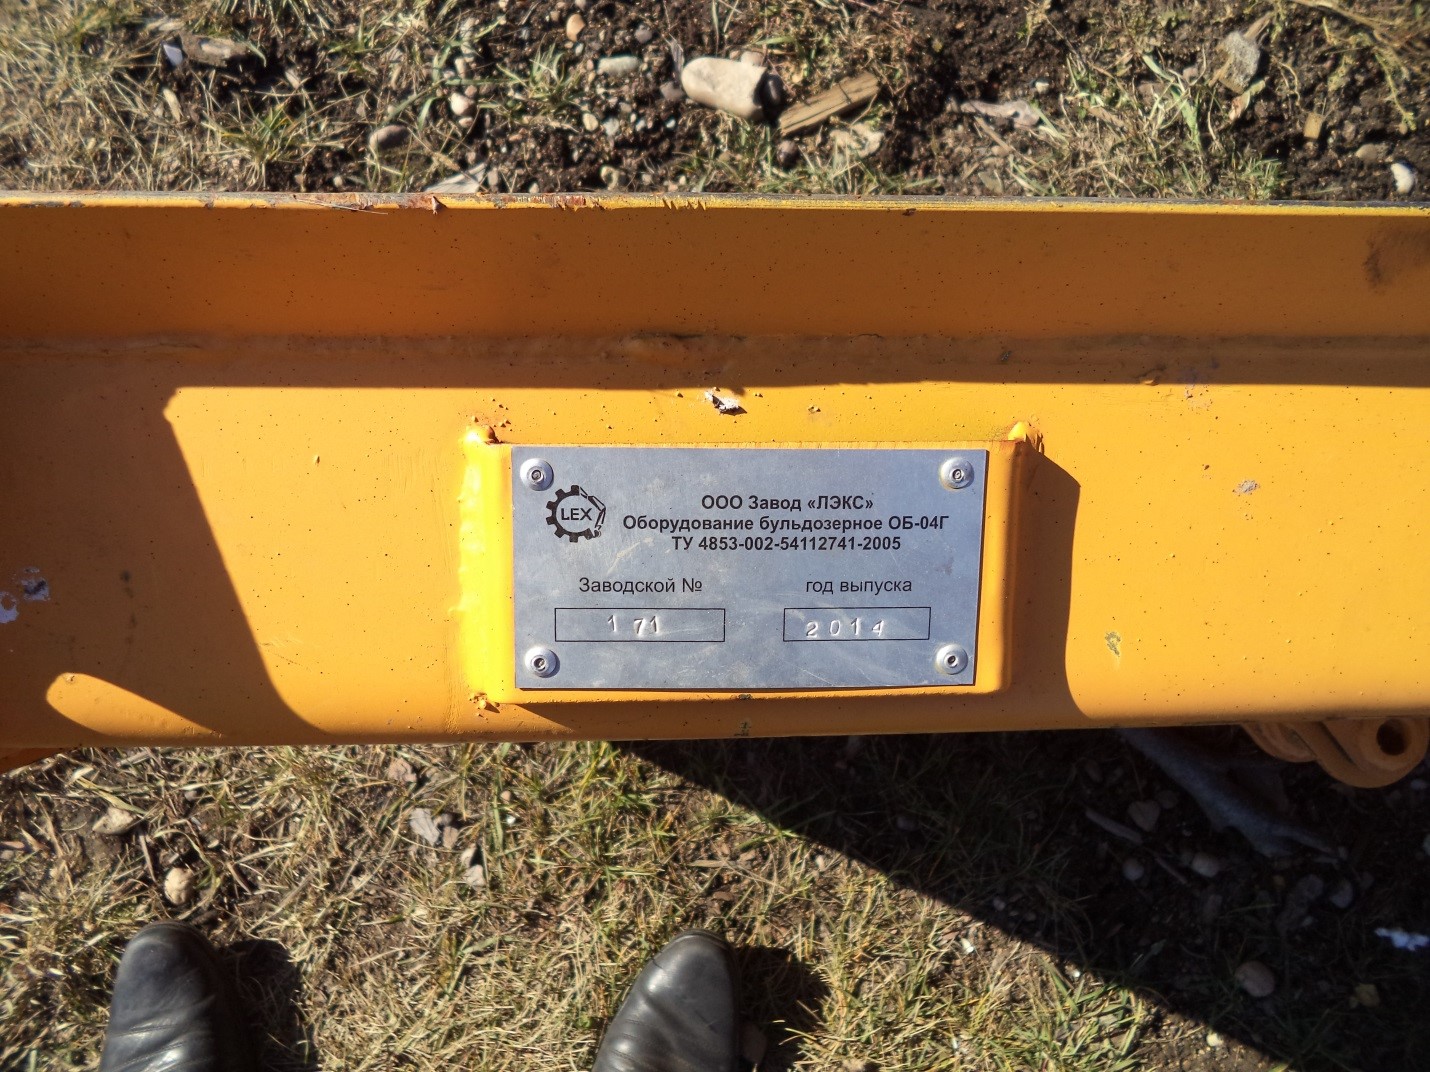 LEX
ООО Завод «ЛЭКС»
Оборудование бульдозерное ОБ-04Г
ТУ 4853-002-54112741-2005
Заводской № год выпуска
171 2014